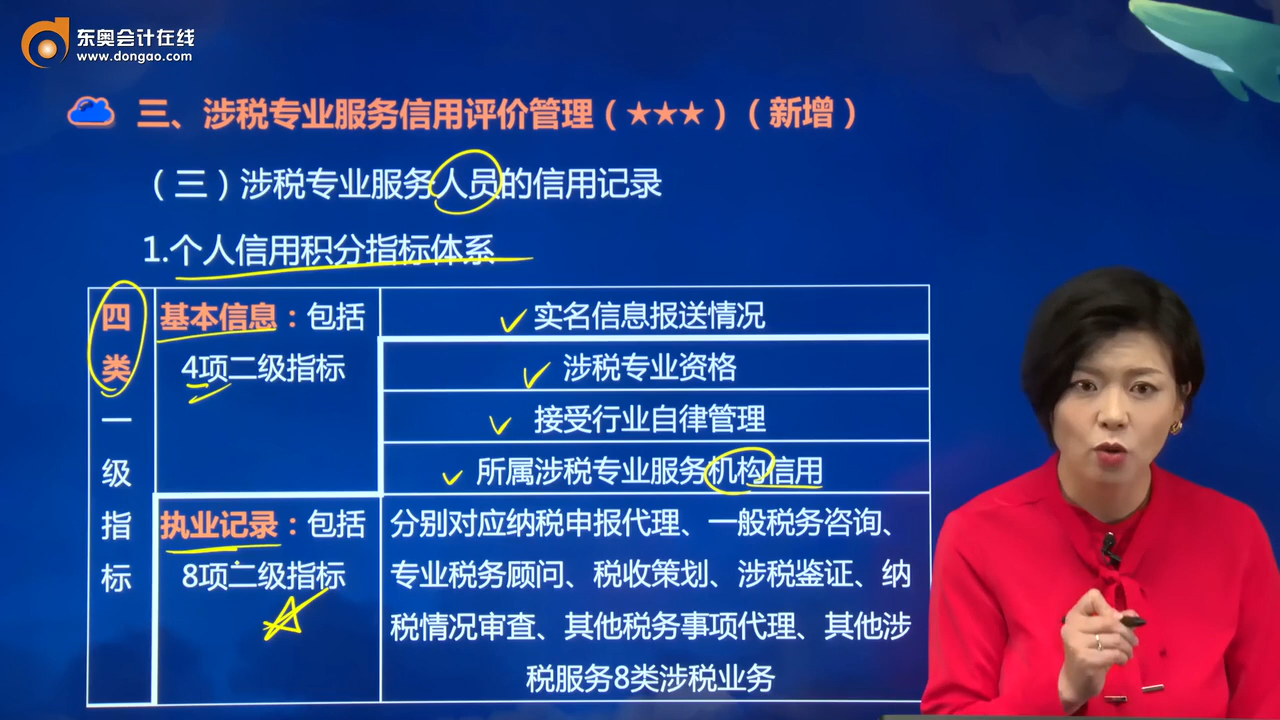 东奥会计在线
www.dongao.com
三、涉税专业服务信用评价管理（★★★）（新增）
（三）涉税专业服务人员的信用记录
1.个人信用积分指标体系
四类一级指标
基本信息：包括
4项二级指标
实名信息报送情况
涉税专业资格
接受行业自律管理
所属涉税专业服务机构信用
执业记录：包括
8项二级指标
分别对应纳税申报代理、一般税务咨询、
专业税务顾问、税收策划、涉税鉴证、纳
税情况审查、其他税务事项代理、其他涉
税服务8类涉税业务